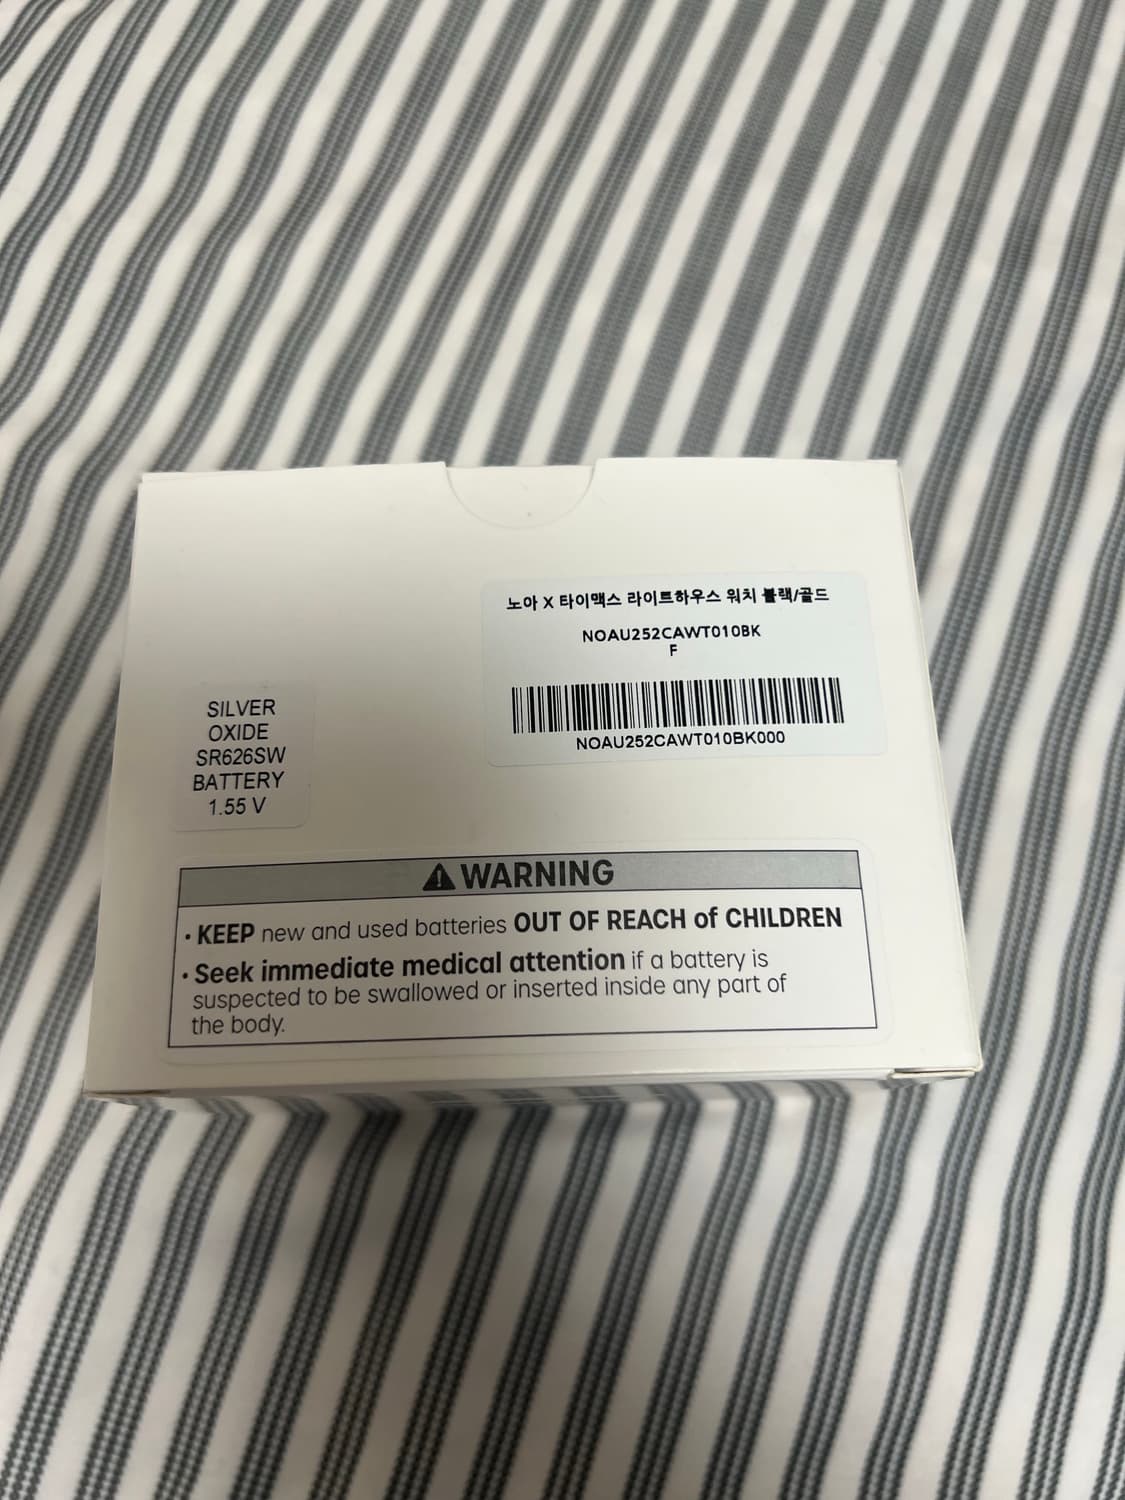 노아 X 타이맥스 라이트하우스 워치 블랙/골드
NOAU252CAWT010BK
F
NOAU252CAWT010BK000
SILVER
OXIDE
SR626SW
BATTERY
1.55 V
WARNING
· KEEP new and used batteries OUT OF REACH of CHILDREN
· Seek immediate medical attention if a battery is
suspected to be swallowed or inserted inside any part of
the body.